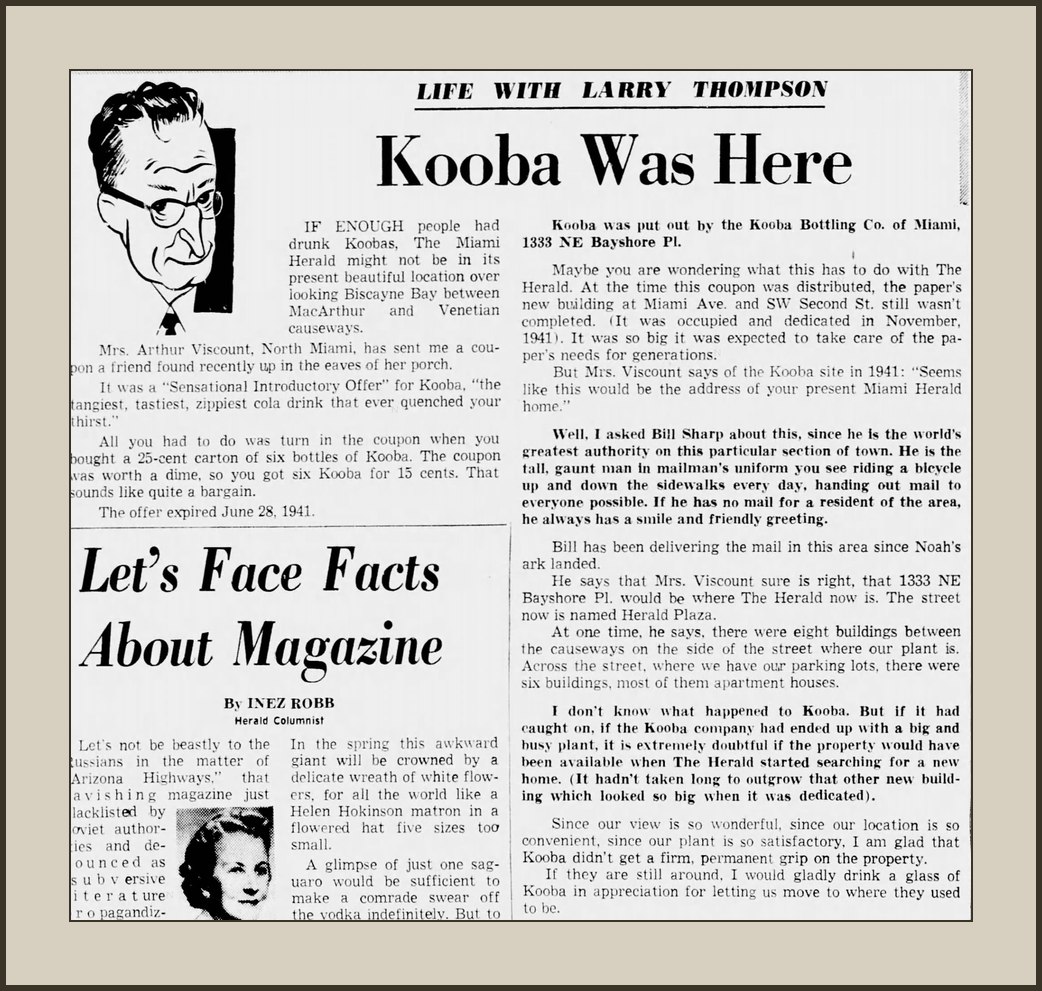 LIFE WITH LARRY THOMPSON
Kooba Was Here
IF ENOUGH people had
drunk Koobas, The Miami
Herald might not be in its
present beautiful location over
looking Biscayne Bay between
MacArthur and Venetian
causeways.
Mrs. Arthur Viscount, North Miami, has sent me a cou-
pon a friend found recently up in the eaves of her porch.
It was a “Sensational Introductory Offer” for Kooba, “the
tangiest, tastiest, zippiest cola drink that ever quenched your
thirst.”
All you had to do was turn in the coupon when you
bought a 25-cent carton of six bottles of Kooba. The coupon
was worth a dime, so you got six Kooba for 15 cents. That
sounds like quite a bargain.
The offer expired June 28, 1941.
Kooba was put out by the Kooba Bottling Co. of Miami,
1333 NE Bayshore Pl.
Maybe you are wondering what this has to do with The
Herald. At the time this coupon was distributed, the paper's
new building at Miami Ave. and SW Second St. still wasn't
completed. (It was occupied and dedicated in November,
1941). It was so big it was expected to take care of the pa-
per's needs for generations.
But Mrs. Viscount says of the Kooba site in 1941: “Seems
like this would be the address of your present Miami Herald
home.”
Well, I asked Bill Sharp about this, since he is the world's
greatest authority on this particular section of town. He is the
tall, gaunt man in mailman's uniform you see riding a bicycle
up and down the sidewalks every day, handing out mail to
everyone possible. If he has no mail for a resident of the area,
he always has a smile and friendly greeting.
Bill has been delivering the mail in this area since Noah's
ark landed.
He says that Mrs. Viscount sure is right, that 1333 NE
Bayshore Pl. would be where The Herald now is. The street
now is named Herald Plaza.
At one time, he says, there were eight buildings between
the causeways on the side of the street where our plant is.
Across the street, where we have our parking lots, there were
six buildings, most of them apartment houses.
I don't know what happened to Kooba. But if it had
caught on, if the Kooba company had ended up with a big and
busy plant, it is extremely doubtful if the property would have
been available when The Herald started searching for a new
home. (It hadn't taken long to outgrow that other new build-
ing which looked so big when it was dedicated).
Since our view is so wonderful, since our location is so
convenient, since our plant is so satisfactory, I am glad that
Kooba didn't get a firm, permanent grip on the property.
If they are still around, I would gladly drink a glass of
Kooba in appreciation for letting us move to where they used
to be.
Let's Face Facts
About Magazine
By INEZ ROBB
Herald Columnist
Let's not be beastly to the
ussians in the matter of
Arizona Highways,” that
avishing magazine just
lacklisted by
oviet author-
ies and de-
ounced as
subversive
iterature
ropagandiz-
In the spring this awkward
giant will be crowned by a
delicate wreath of white flow-
ers, for all the world like a
Helen Hokinson matron in a
flowered hat five sizes too
small.
A glimpse of just one sag-
uaro would be sufficient to
make a comrade swear off
the vodka indefinitely. But to